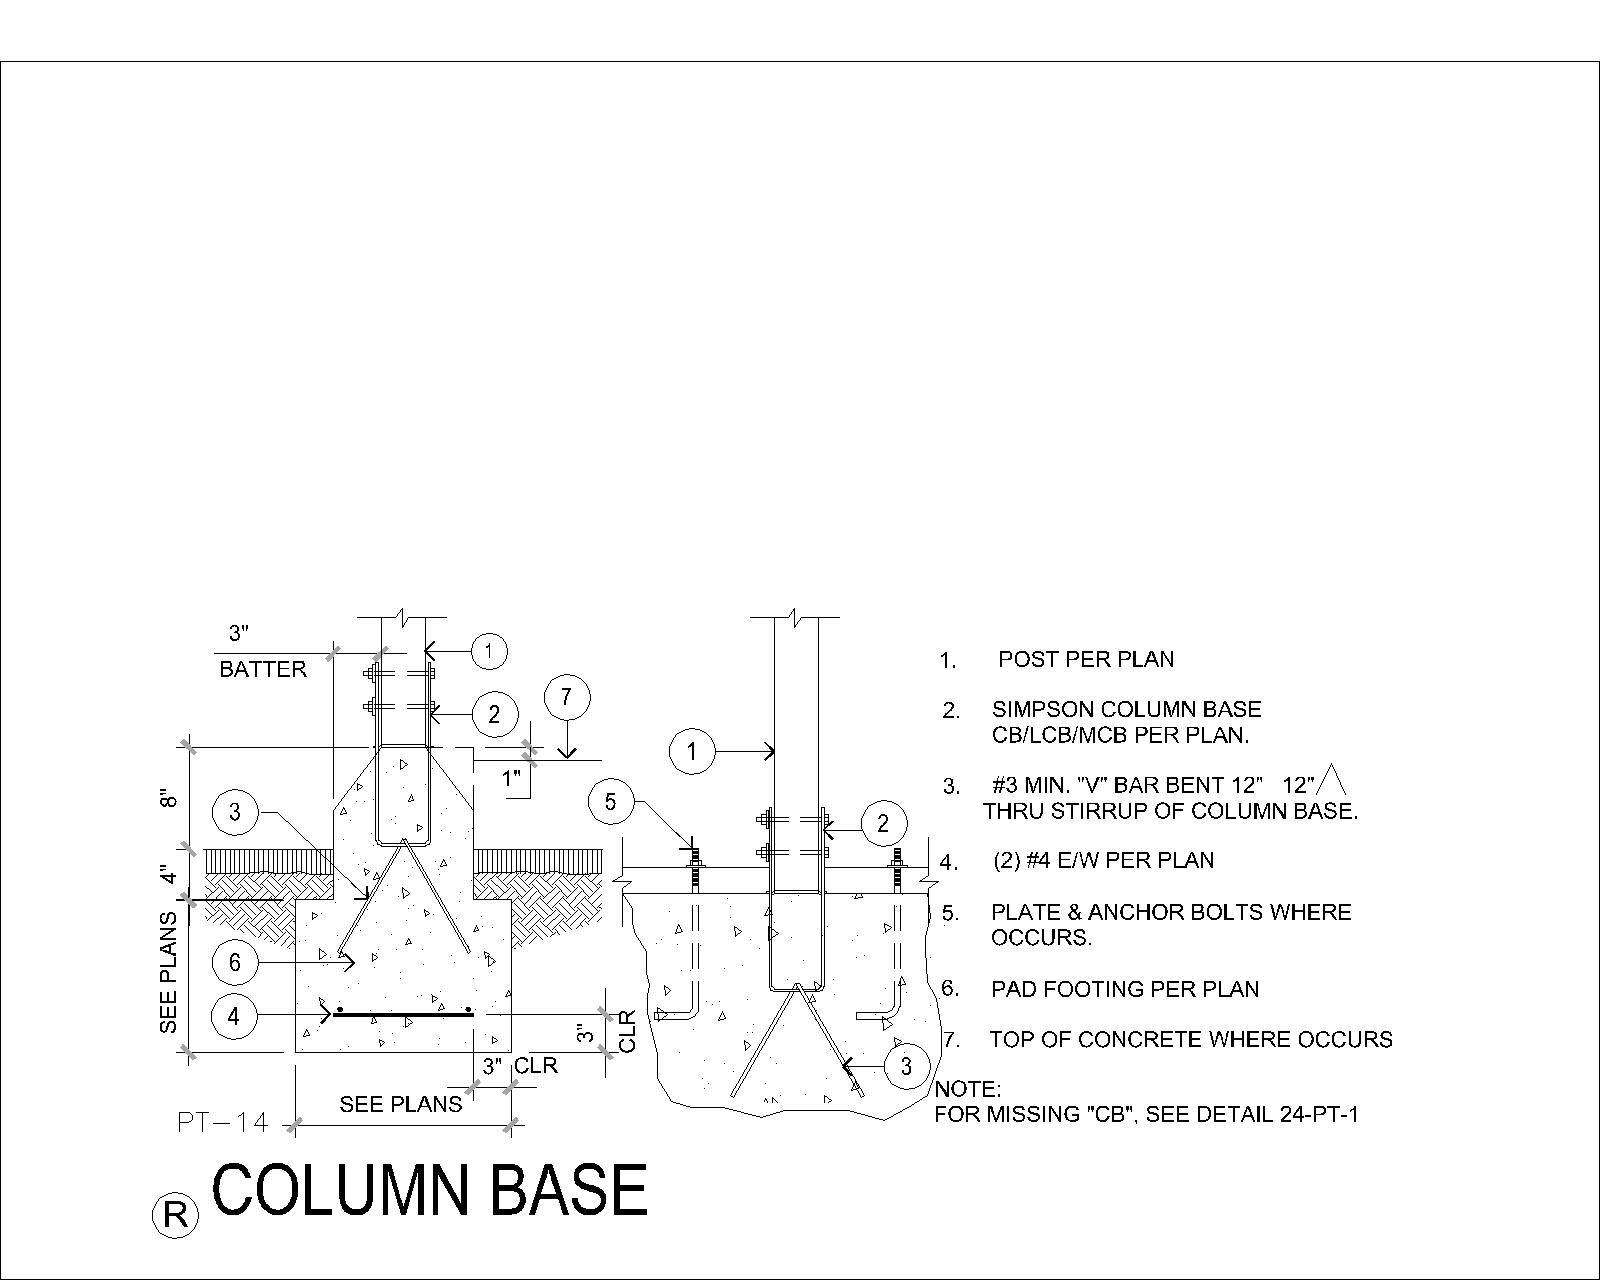 3"
BATTER
1
2
7
1"
8"
3
4"
SEE PLANS
6
4
3"
CLR
3" CLR
SEE PLANS
PT-14
1
5
2
3
1. POST PER PLAN
2. SIMPSON COLUMN BASE
CB/LCB/MCB PER PLAN.
3. #3 MIN. "V" BAR BENT 12" 12"
THRU STIRRUP OF COLUMN BASE.
4. (2) #4 E/W PER PLAN
5. PLATE & ANCHOR BOLTS WHERE
OCCURS.
6. PAD FOOTING PER PLAN
7. TOP OF CONCRETE WHERE OCCURS
NOTE:
FOR MISSING "CB", SEE DETAIL 24-PT-1
R COLUMN BASE